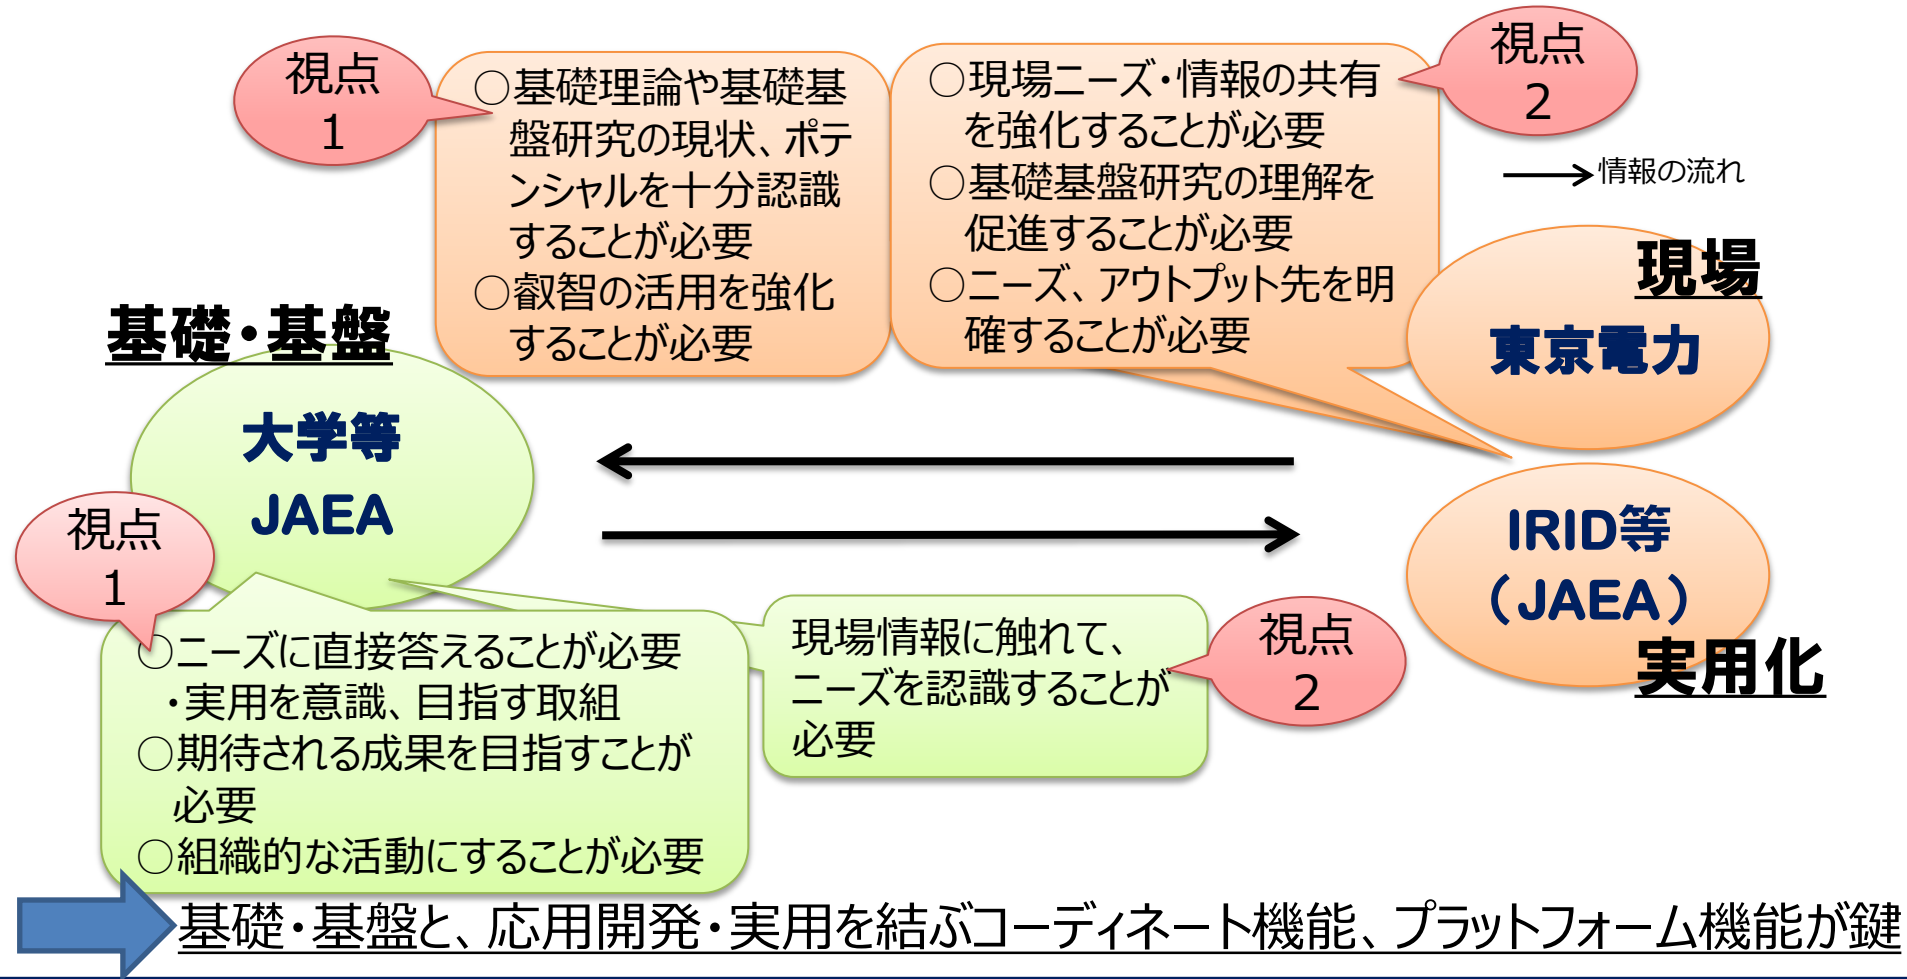 視点
1
○基礎理論や基礎基
盤研究の現状、ポテ
ンシャルを十分認識
することが必要
○叡智の活用を強化
することが必要
○現場ニーズ・情報の共有
を強化することが必要
○基礎基盤研究の理解を
促進することが必要
○ニーズ、アウトプット先を明
確することが必要
視点
2
情報の流れ
現場
東京電力
基礎・基盤
大学等
JAEA
IRID等
（JAEA）
実用化
視点
1
○ニーズに直接答えることが必要
・実用を意識、目指す取組
○期待される成果を目指すことが
必要
○組織的な活動にすることが必要
現場情報に触れて、
ニーズを認識することが
必要
視点
2
基礎・基盤と、応用開発・実用を結ぶコーディネート機能、プラットフォーム機能が鍵